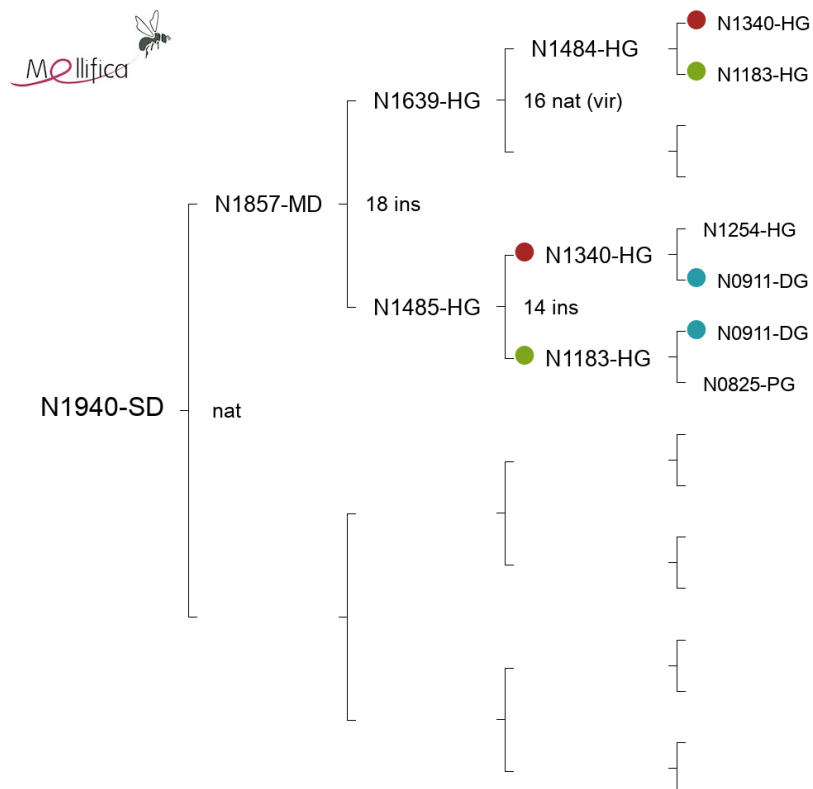 Mellifica
N1340-HG
N1484-HG
N1183-HG
N1639-HG
16 nat (vir)
N1857-MD
18 ins
N1254-HG
N1340-HG
N0911-DG
N1485-HG
14 ins
N0911-DG
N1183-HG
N0825-PG
N1940-SD
nat